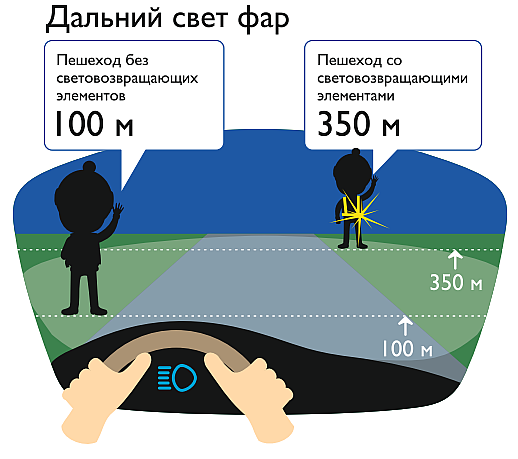 Дальний свет фар
Пешеход без
световозвращающих
элементов
100 м
Пешеход со
световозвращающими
элементами
350 м
350 м
100 м